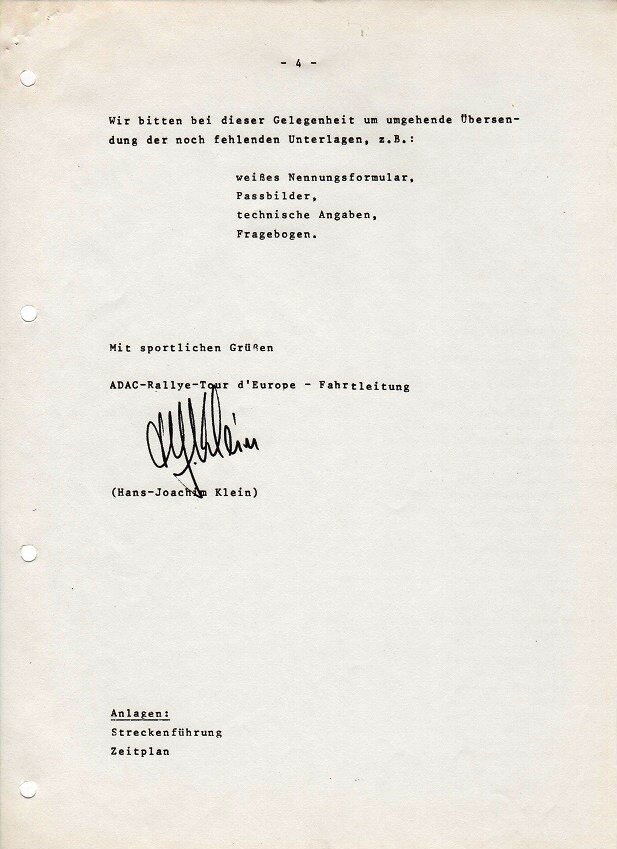 - 4 -
Wir bitten bei dieser Gelegenheit um umgehende Übersen-
dung der noch fehlenden Unterlagen, z.B.:
weißes Nennungsformular,
Passbilder,
technische Angaben,
Fragebogen.
Mit sportlichen Grüßen
ADAC-Rallye-Tour d'Europe - Fahrtleitung
H.J. Klein
(Hans-Joachim Klein)
Anlagen:
Streckenführung
Zeitplan